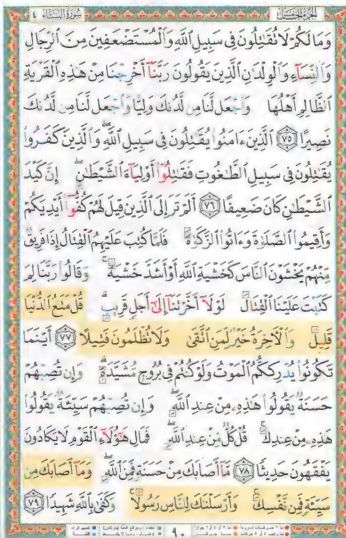 الجزء الخامس
سورة النساء ٤
وَمَا لَكُمْ لَا تُقَٰتِلُونَ فِى سَبِيلِ ٱللَّهِ وَٱلْمُسْتَضْعَفِينَ مِنَ ٱلرِّجَالِ
وَٱلنِّسَآءِ وَٱلْوِلْدَٰنِ ٱلَّذِينَ يَقُولُونَ رَبَّنَآ أَخْرِجْنَا مِنْ هَٰذِهِ ٱلْقَرْيَةِ
ٱلظَّالِمِ أَهْلُهَا وَٱجْعَل لَّنَا مِن لَّدُنكَ وَلِيًّا وَٱجْعَل لَّنَا مِن لَّدُنكَ
نَصِيرًا ٧٥ ٱلَّذِينَ ءَامَنُوا۟ يُقَٰتِلُونَ فِى سَبِيلِ ٱللَّهِ وَٱلَّذِينَ كَفَرُوا۟
يُقَٰتِلُونَ فِى سَبِيلِ ٱلطَّٰغُوتِ فَقَٰتِلُوٓا۟ أَوْلِيَآءَ ٱلشَّيْطَٰنِ إِنَّ كَيْدَ
ٱلشَّيْطَٰنِ كَانَ ضَعِيفًا ٧٦ أَلَمْ تَرَ إِلَى ٱلَّذِينَ قِيلَ لَهُمْ كُفُّوٓا۟ أَيْدِيَكُمْ
وَأَقِيمُوا۟ ٱلصَّلَوٰةَ وَءَاتُوا۟ ٱلزَّكَوٰةَ فَلَمَّا كُتِبَ عَلَيْهِمُ ٱلْقِتَالُ إِذَا فَرِيقٌ
مِّنْهُمْ يَخْشَوْنَ ٱلنَّاسَ كَخَشْيَةِ ٱللَّهِ أَوْ أَشَدَّ خَشْيَةً وَقَالُوا۟ رَبَّنَا لِمَ
كَتَبْتَ عَلَيْنَا ٱلْقِتَالَ لَوْلَآ أَخَّرْتَنَآ إِلَىٰٓ أَجَلٍ قَرِيبٍ قُلْ مَتَٰعُ ٱلدُّنْيَا
قَلِيلٌ وَٱلْءَاخِرَةُ خَيْرٌ لِّمَنِ ٱتَّقَىٰ وَلَا تُظْلَمُونَ فَتِيلًا ٧٧ أَيْنَمَا
تَكُونُوا۟ يُدْرِككُّمُ ٱلْمَوْتُ وَلَوْ كُنتُمْ فِى بُرُوجٍ مُّشَيَّدَةٍ وَإِن تُصِبْهُمْ
حَسَنَةٌ يَقُولُوا۟ هَٰذِهِۦ مِنْ عِندِ ٱللَّهِ وَإِن تُصِبْهُمْ سَيِّئَةٌ يَقُولُوا۟
هَٰذِهِۦ مِنْ عِندِكَ قُلْ كُلٌّ مِّنْ عِندِ ٱللَّهِ فَمَالِ هَٰٓؤُلَآءِ ٱلْقَوْمِ لَا يَكَادُونَ
يَفْقَهُونَ حَدِيثًا ٧٨ مَّآ أَصَابَكَ مِنْ حَسَنَةٍ فَمِنَ ٱللَّهِ وَمَآ أَصَابَكَ مِن
سَيِّئَةٍ فَمِن نَّفْسِكَ وَأَرْسَلْنَٰكَ لِلنَّاسِ رَسُولًا وَكَفَىٰ بِٱللَّهِ شَهِيدًا ٧٩
٩٠